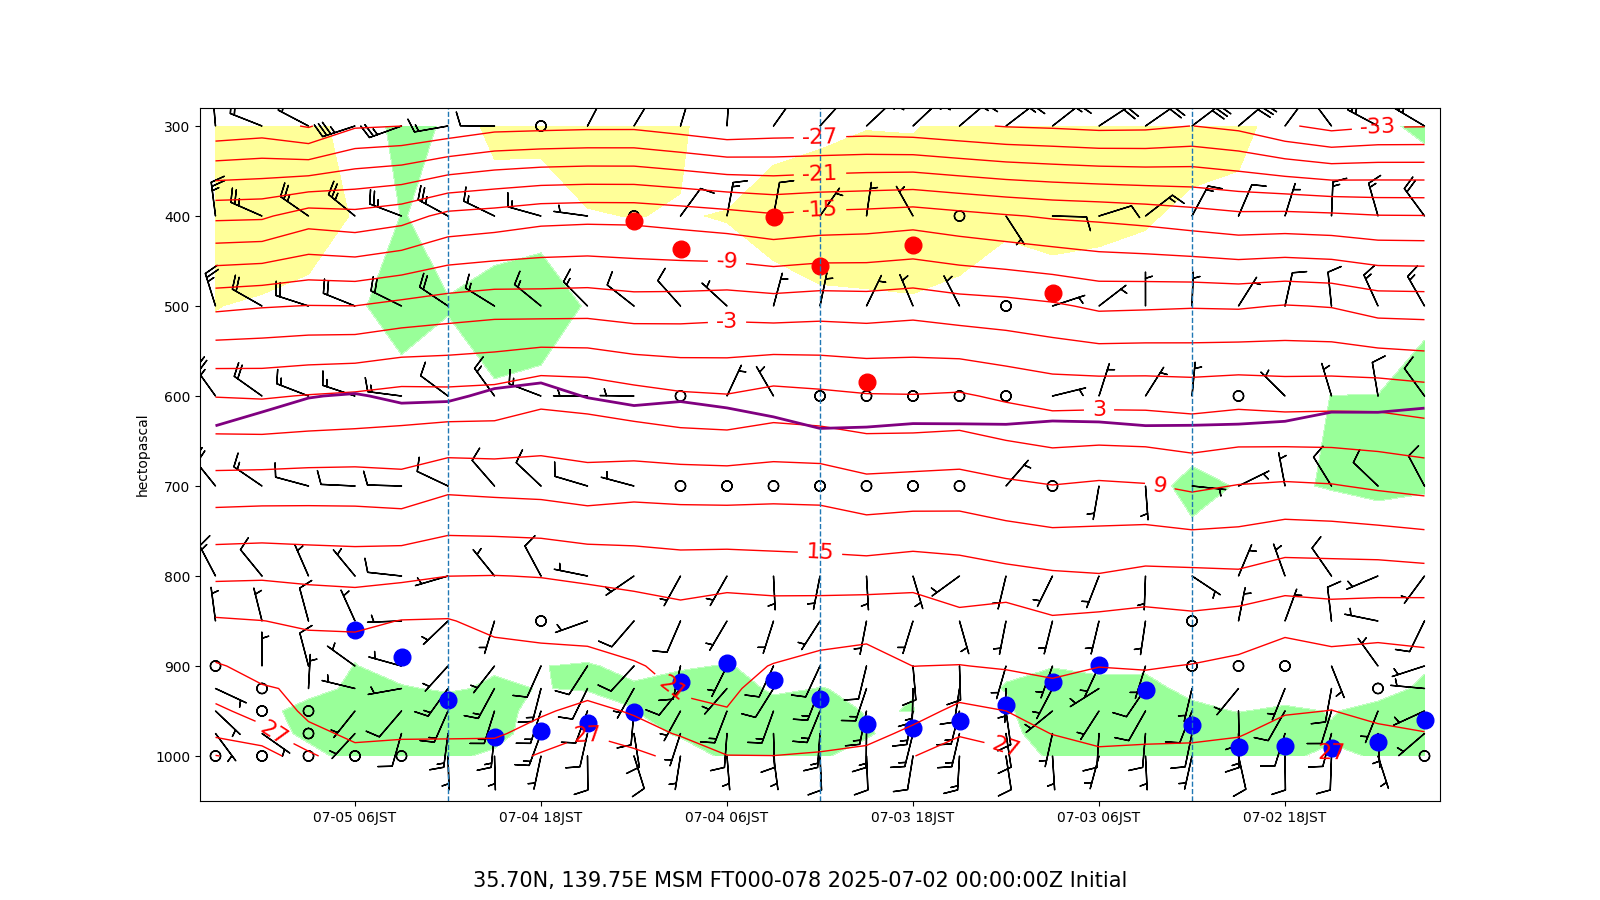 300
400
500
600
700
800
900
1000
hectopascal
-33
-27
-21
-15
-9
-3
3
9
15
21
27
27
27
27
07-05 06JST
07-04 18JST
07-04 06JST
07-03 18JST
07-03 06JST
07-02 18JST
35.70N, 139.75E MSM FT000-078 2025-07-02 00:00:00Z Initial